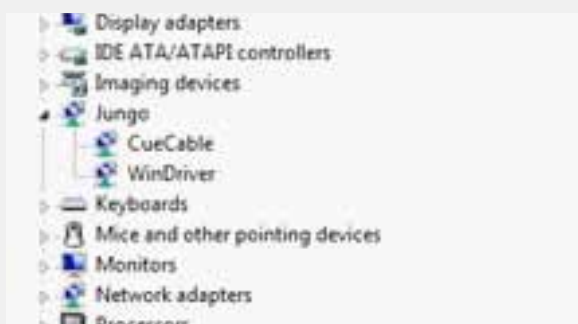 Display adapters
IDE ATA/ATAPI controllers
Imaging devices
Jungo
CueCable
WinDriver
Keyboards
Mice and other pointing devices
Monitors
Network adapters
Processors